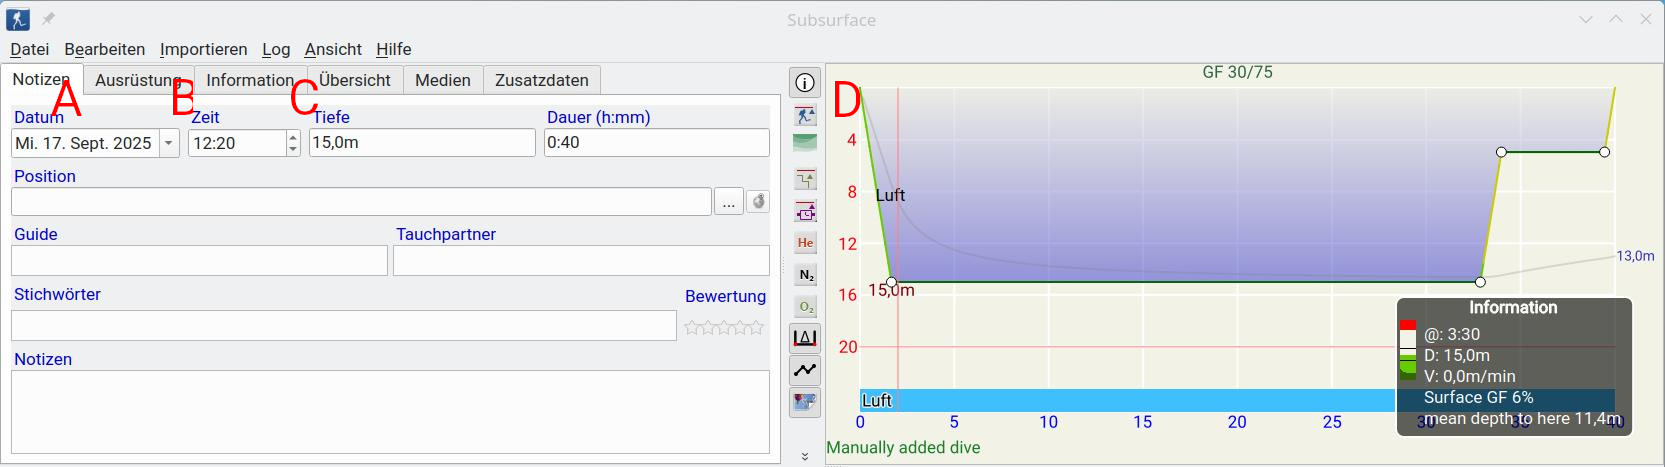 Subsurface
Datei Bearbeiten Importieren Log Ansicht Hilfe
Notizen Ausrüstung Information Übersicht Medien Zusatzdaten
A B C D
Datum Zeit Tiefe Dauer (h:mm)
Mi. 17. Sept. 2025 12:20 15,0m 0:40
Position
...
Guide Tauchpartner
Stichwörter Bewertung
Notizen
He
N₂
O₂
GF 30/75
4
8
12
16
20
Luft
15,0m
13,0m
Information
@: 3:30
D: 15,0m
V: 0,0m/min
Surface GF 6%
mean depth to here 11,4m
Luft
0 5 10 15 20 25 30 35 40
Manually added dive